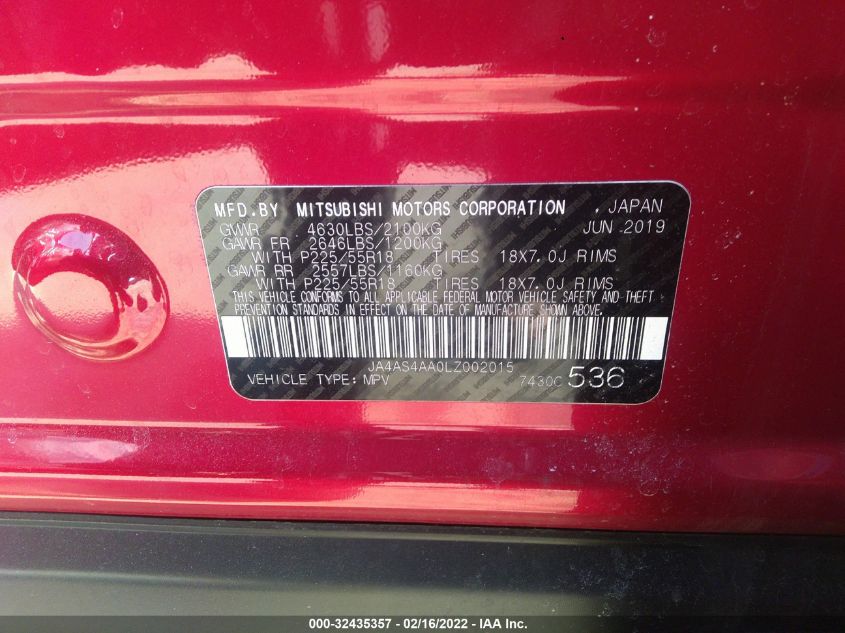 MFD.BY MITSUBISHI MOTORS CORPORATION , JAPAN
GVWR 4630LBS/2100KG JUN.2019
GAWR FR 2646LBS/1200KG
WITH P225/55R18 TIRES 18X7.0J RIMS
GAWR RR 2557LBS/1160KG
WITH P225/55R18 TIRES 18X7.0J RIMS
THIS VEHICLE CONFORMS TO ALL APPLICABLE FEDERAL MOTOR VEHICLE SAFETY AND THEFT
PREVENTION STANDARDS IN EFFECT ON THE DATE OF MANUFACTURE SHOWN ABOVE.
JA4AS4AA0LZ002015
VEHICLE TYPE: MPV 7430C 536
000-32435357 - 02/16/2022 - IAA Inc.